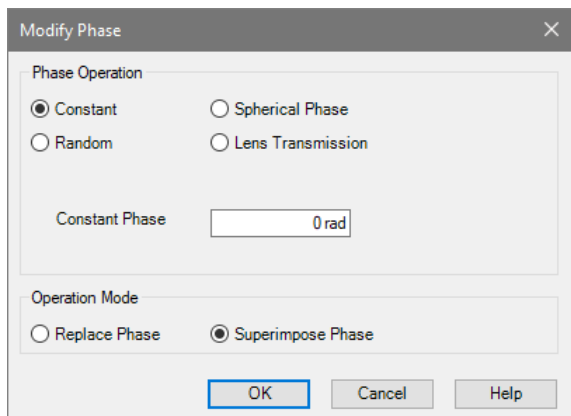 Modify Phase
Phase Operation
Constant Spherical Phase
Random Lens Transmission
Constant Phase 0 rad
Operation Mode
Replace Phase Superimpose Phase
OK Cancel Help